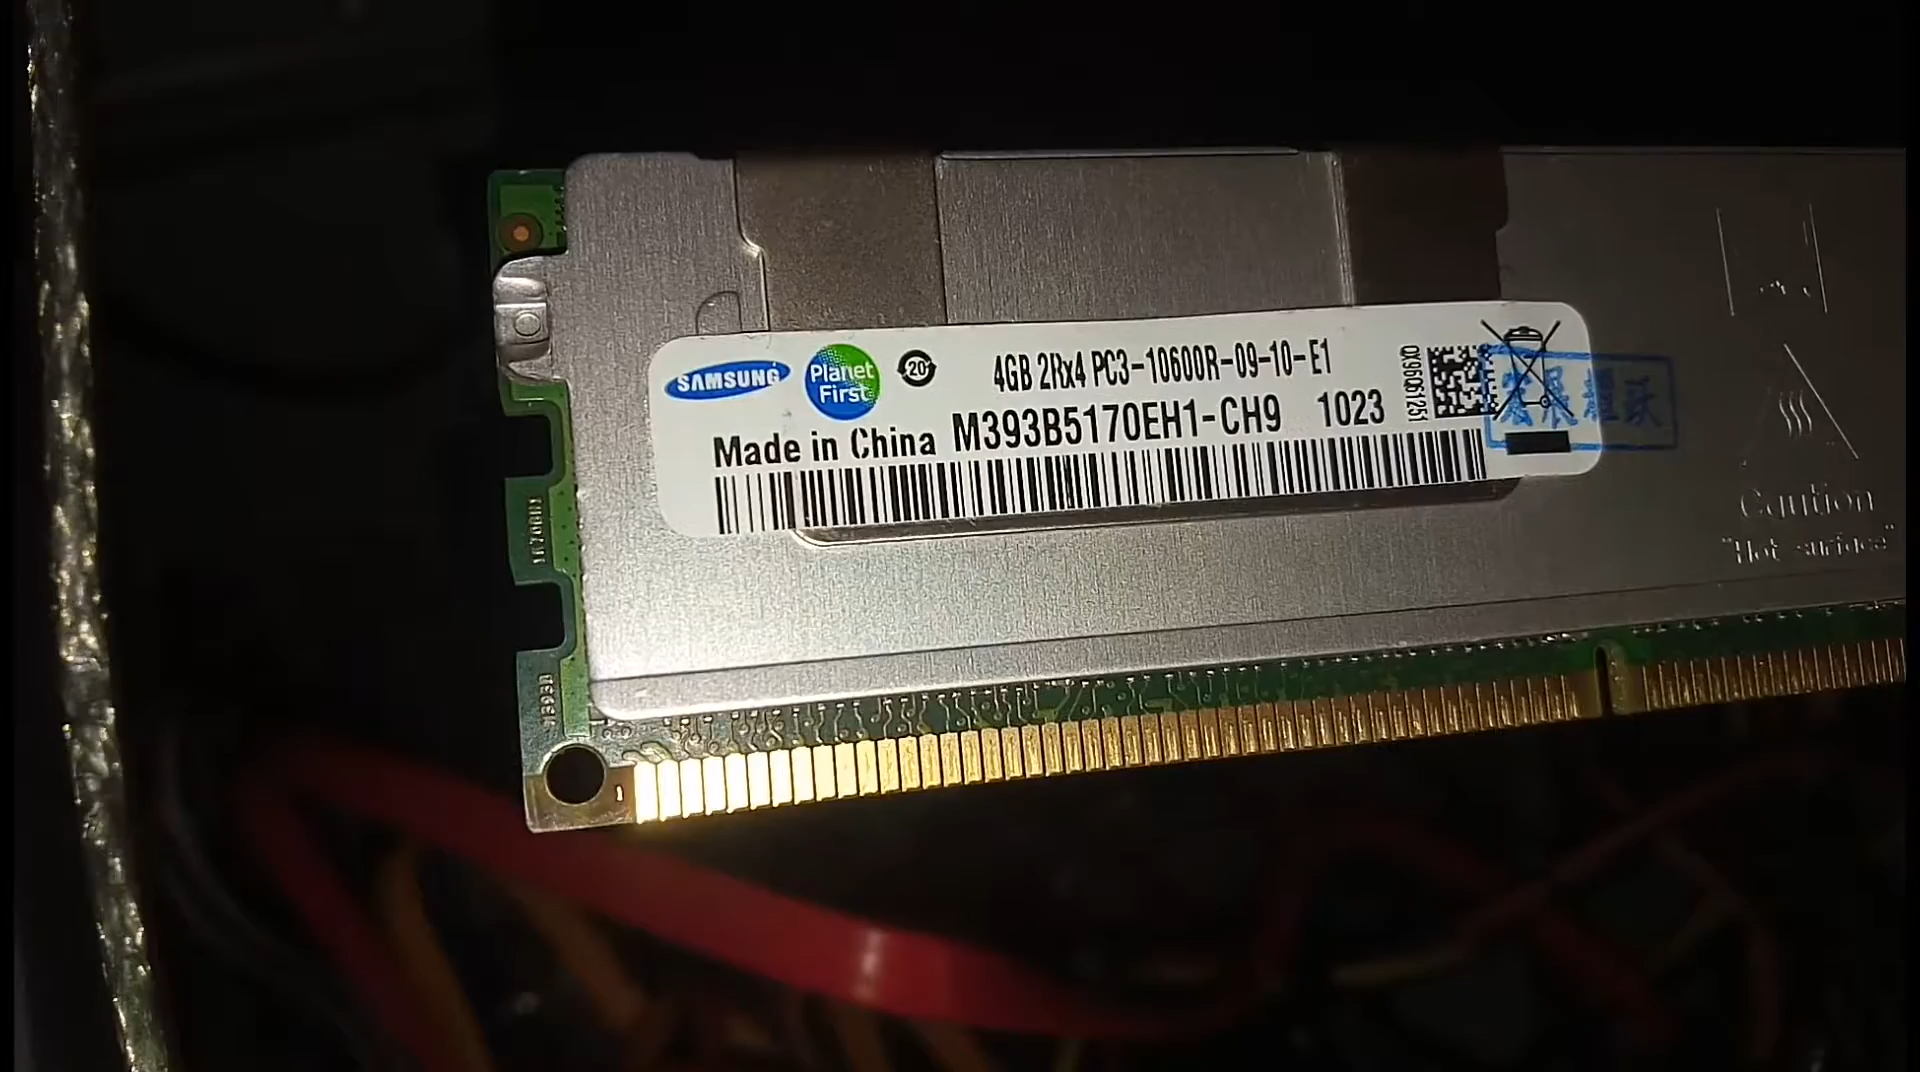 SAMSUNG
Planet
First
20
4GB 2Rx4 PC3-10600R-09-10-E1
Made in China M393B5170EH1-CH9 1023
Caution
"Hot surface"
1